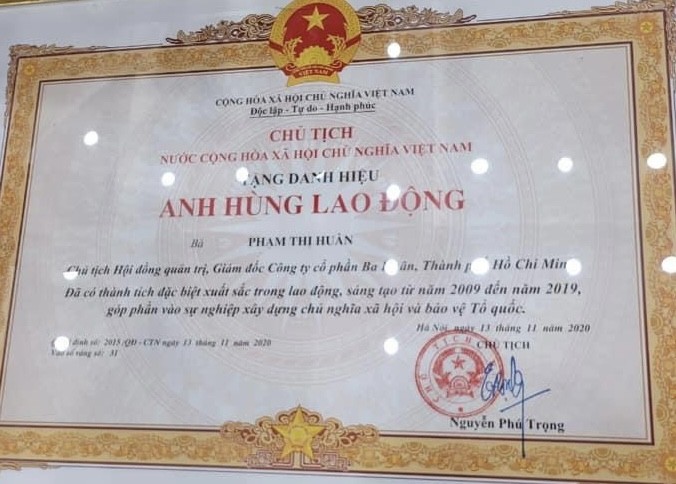 VIỆT NAM
CỘNG HÒA XÃ HỘI CHỦ NGHĨA VIỆT NAM
Độc lập - Tự do - Hạnh phúc
CHỦ TỊCH
NƯỚC CỘNG HÒA XÃ HỘI CHỦ NGHĨA VIỆT NAM
TẶNG DANH HIỆU
ANH HÙNG LAO ĐỘNG
Bà PHẠM THỊ HUÂN
Chủ tịch Hội đồng quản trị, Giám đốc Công ty cổ phần Ba Huân, Thành phố Hồ Chí Minh
Đã có thành tích đặc biệt xuất sắc trong lao động, sáng tạo từ năm 2009 đến năm 2019,
góp phần vào sự nghiệp xây dựng chủ nghĩa xã hội và bảo vệ Tổ quốc.
Hà Nội, ngày 13 tháng 11 năm 2020
Quyết định số: 2015 /QĐ - CTN ngày 13 tháng 11 năm 2020
Vào sổ vàng số: 31
CHỦ TỊCH
CHỦ TỊCH
Nguyễn Phú Trọng